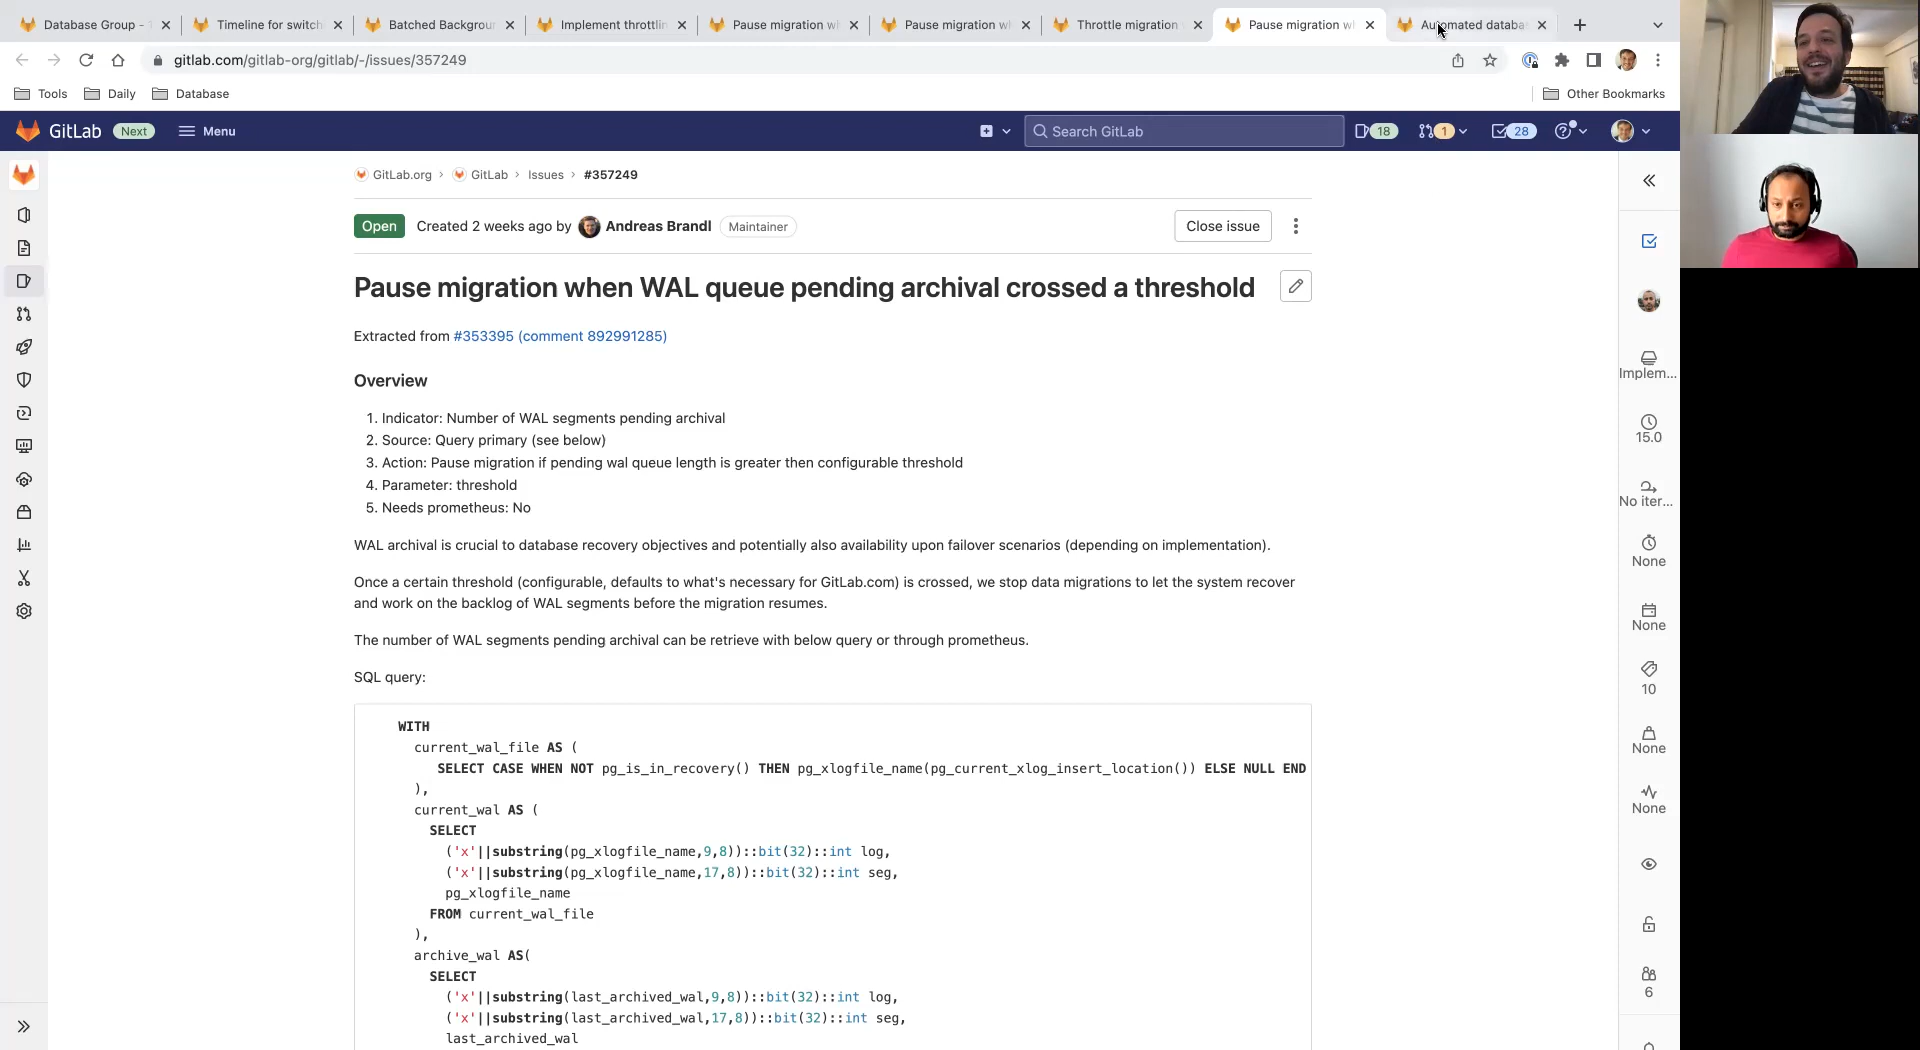 Database Group -
Timeline for switch
Batched Backgroun
Implement throttlin
Pause migration wh
Pause migration wh
Throttle migration
Pause migration wh
Automated databas
gitlab.com/gitlab-org/gitlab/-/issues/357249
Tools
Daily
Database
Other Bookmarks
GitLab
Next
Menu
Search GitLab
18
1
28
GitLab.org
GitLab
Issues
#357249
Open
Created 2 weeks ago by Andreas Brandl
Maintainer
Close issue
Pause migration when WAL queue pending archival crossed a threshold
Extracted from #353395 (comment 892991285)
Overview
1. Indicator: Number of WAL segments pending archival
2. Source: Query primary (see below)
3. Action: Pause migration if pending wal queue length is greater then configurable threshold
4. Parameter: threshold
5. Needs prometheus: No
WAL archival is crucial to database recovery objectives and potentially also availability upon failover scenarios (depending on implementation).
Once a certain threshold (configurable, defaults to what's necessary for GitLab.com) is crossed, we stop data migrations to let the system recover
and work on the backlog of WAL segments before the migration resumes.
The number of WAL segments pending archival can be retrieve with below query or through prometheus.
SQL query:
WITH
current_wal_file AS (
SELECT CASE WHEN NOT pg_is_in_recovery() THEN pg_xlogfile_name(pg_current_xlog_insert_location()) ELSE NULL END
),
current_wal AS (
SELECT
('x'||substring(pg_xlogfile_name,9,8))::bit(32)::int log,
('x'||substring(pg_xlogfile_name,17,8))::bit(32)::int seg,
pg_xlogfile_name
FROM current_wal_file
),
archive_wal AS(
SELECT
('x'||substring(last_archived_wal,9,8))::bit(32)::int log,
('x'||substring(last_archived_wal,17,8))::bit(32)::int seg,
last_archived_wal
Implem...
15.0
No iter...
None
None
10
None
None
6